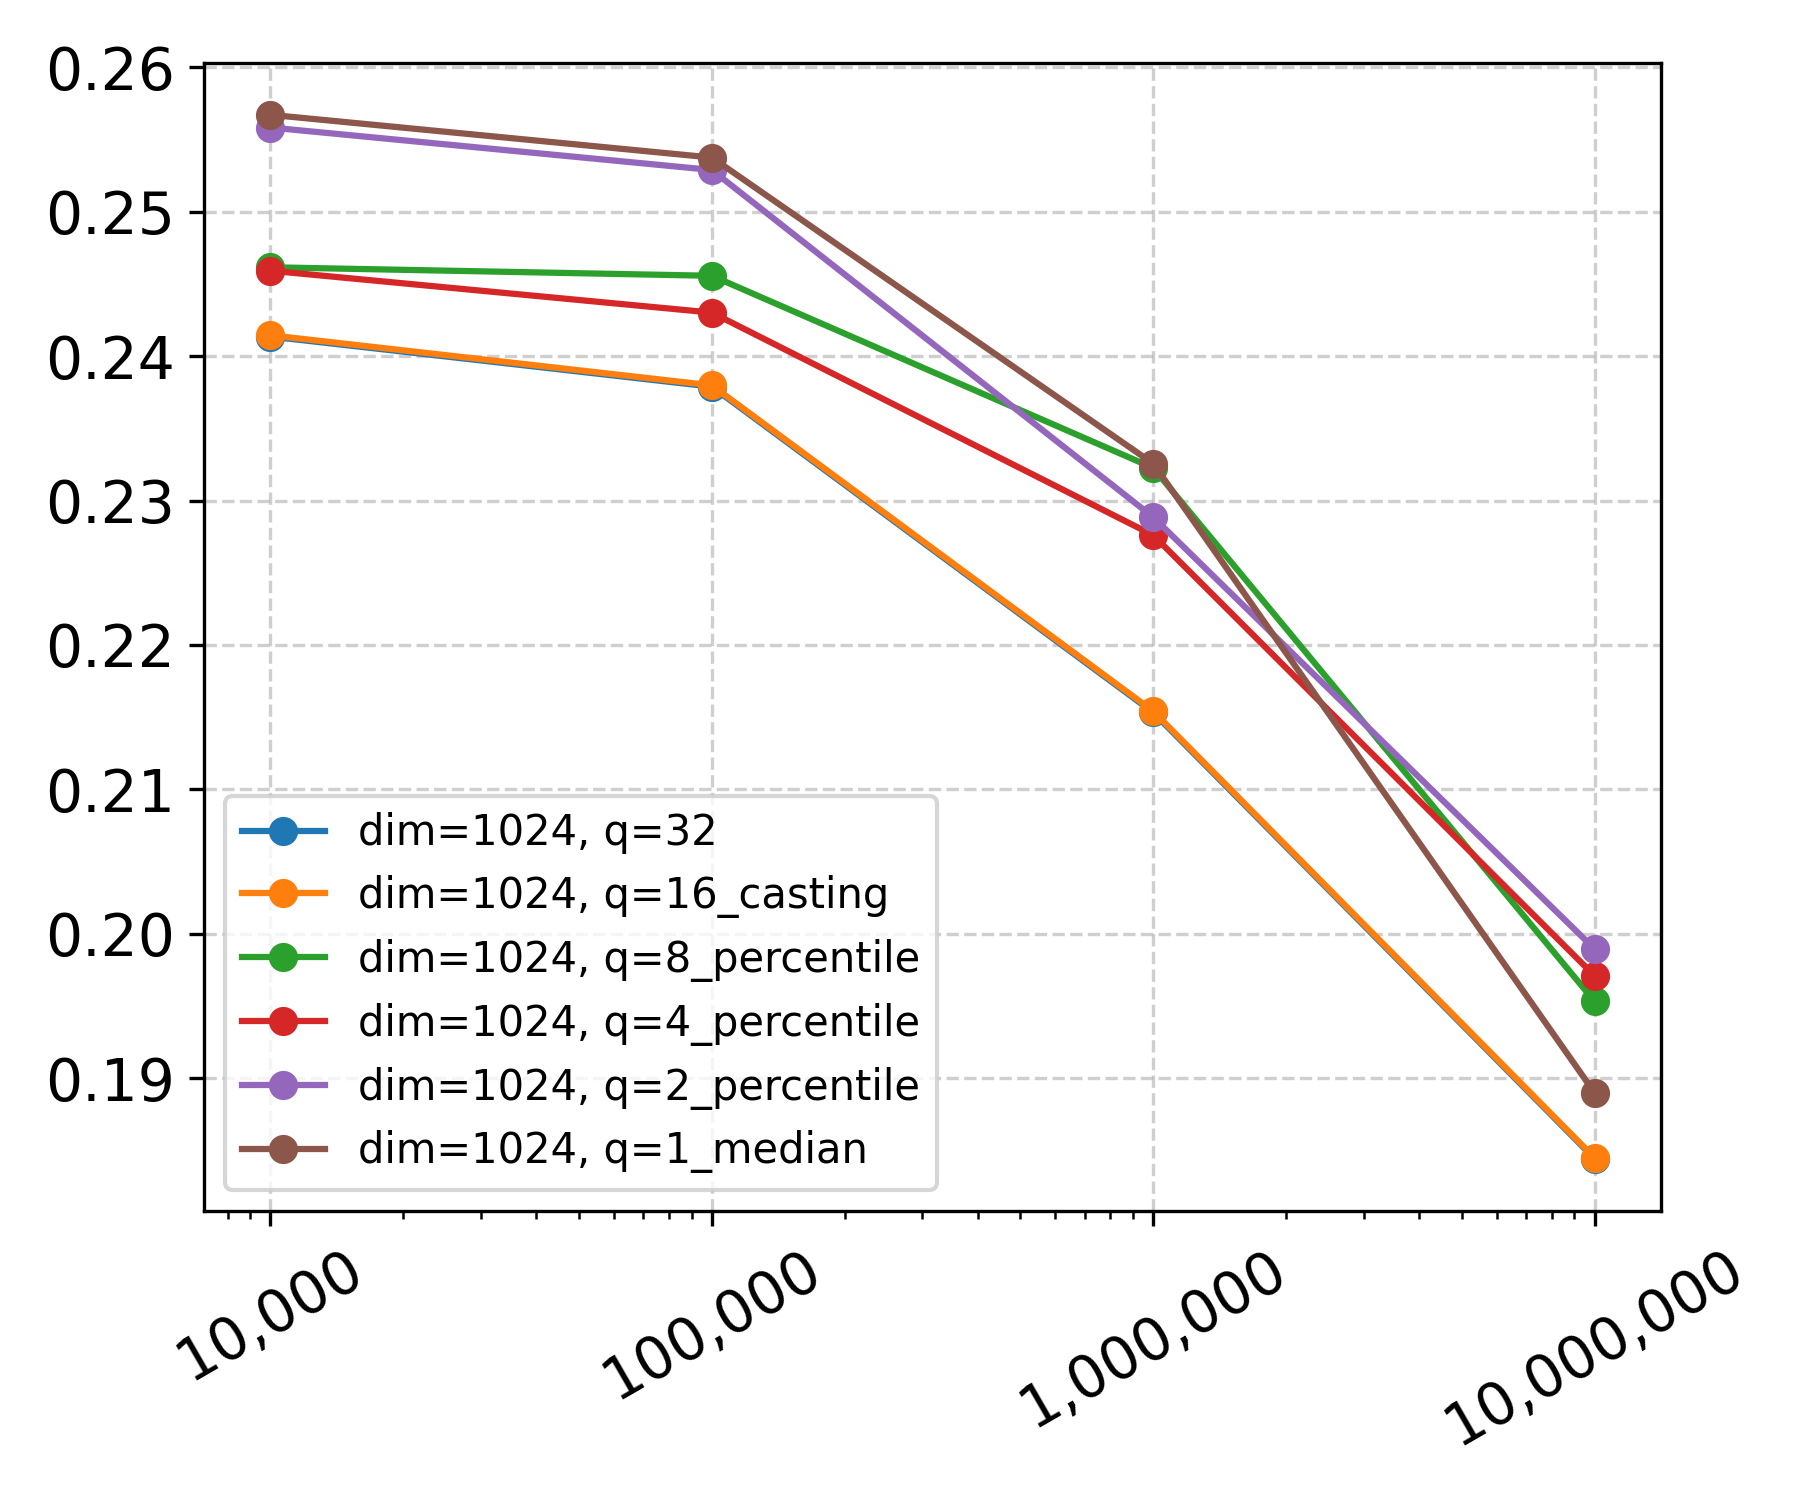 0.26
0.25
0.24
0.23
0.22
0.21
0.20
0.19
dim=1024, q=32
dim=1024, q=16_casting
dim=1024, q=8_percentile
dim=1024, q=4_percentile
dim=1024, q=2_percentile
dim=1024, q=1_median
10,000
100,000
1,000,000
10,000,000